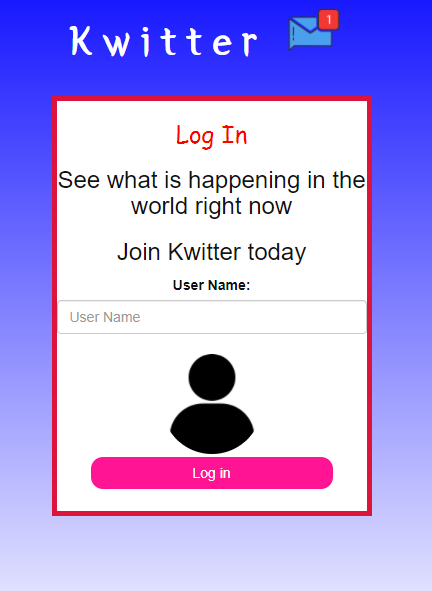 Kwitter
1
Log In
See what is happening in the
world right now
Join Kwitter today
User Name:
User Name
Log in